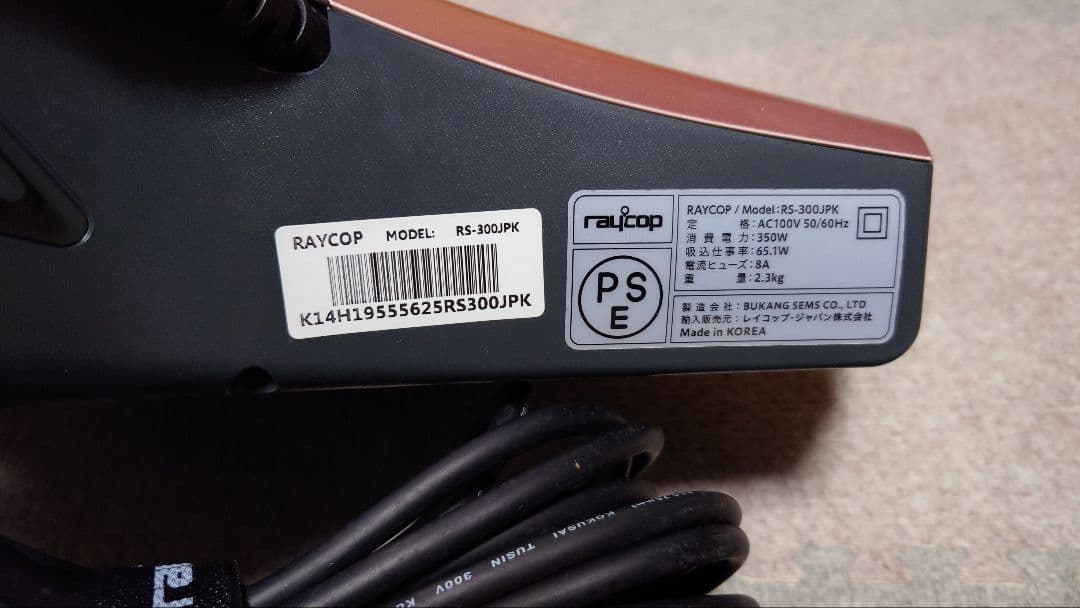 RAYCOP MODEL: RS-300JPK
K14H19555625RS300JPK
raycop
PSE
RAYCOP / Model:RS-300JPK
定 格:AC100V 50/60Hz
消費電力:350W
吸込仕事率:65.1W
電流ヒューズ:8A
重 量:2.3kg
製造会社:BUKANG SEMS CO., LTD
輸入販売元:レイコップ・ジャパン株式会社
Made in KOREA
KOKUSAI TUSIN 300V